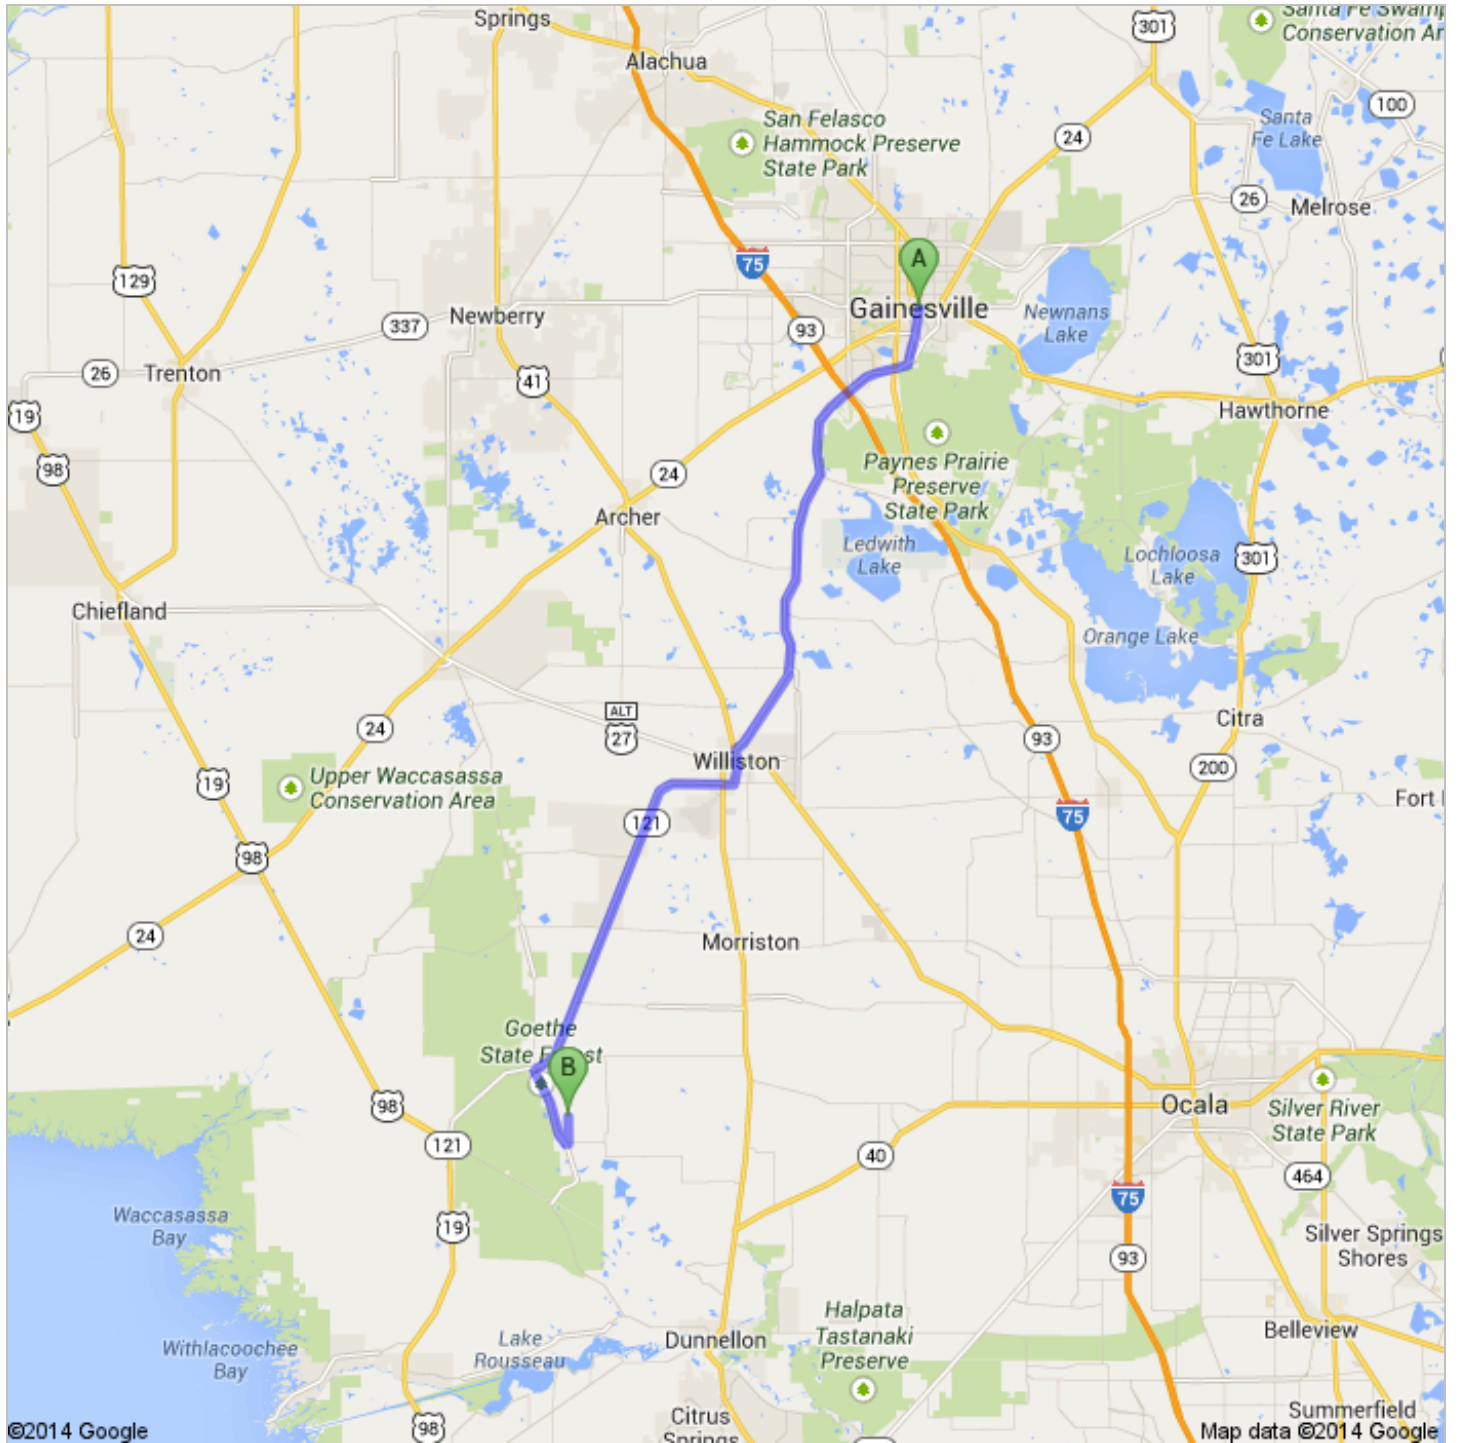 Springs
Alachua
301
Santa Fe Swamp
Conservation Ar
100
San Felasco
Hammock Preserve
State Park
24
Santa
Fe Lake
26
Melrose
129
75
A
Newberry
337
93
Gainesville
Newnans
Lake
26
Trenton
41
301
19
98
Hawthorne
24
Paynes Prairie
Preserve
State Park
Archer
Ledwith
Lake
Lochloosa
Lake
301
Chiefland
Orange Lake
24
ALT
27
93
Citra
Williston
200
19
Upper Waccasassa
Conservation Area
121
75
Fort
98
24
Morriston
Goethe
State Forest
B
98
Ocala
Silver River
State Park
121
40
464
75
Waccasassa
Bay
19
93
Silver Springs
Shores
Halpata
Tastanaki
Preserve
Withlacoochee
Bay
Lake
Rousseau
Dunnellon
Belleview
98
Citrus
Springs
Summerfield
©2014 Google
Map data ©2014 Google